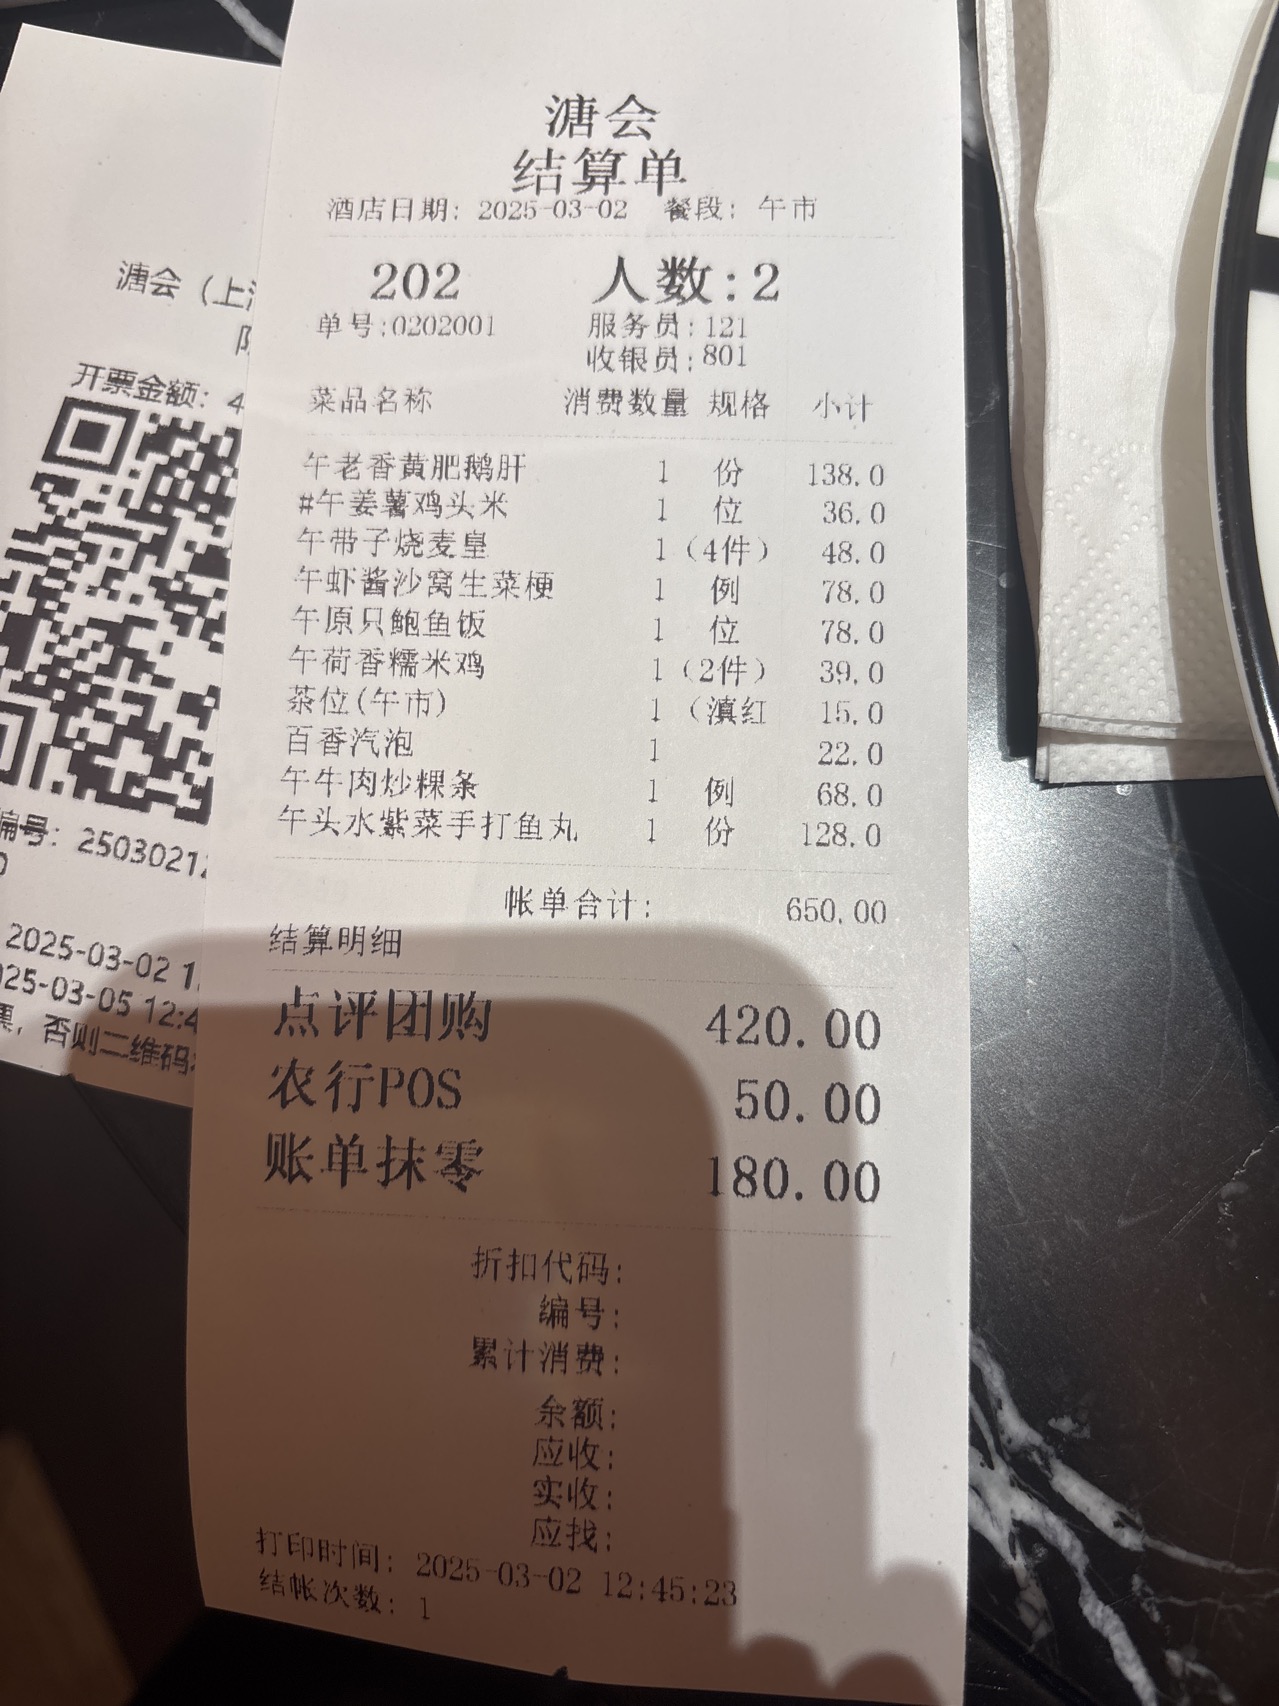 溏会
结算单
酒店日期: 2025-03-02 餐段: 午市
202 人数:2
单号:0202001 服务员:121
收银员:801
菜品名称 消费数量 规格 小计
午老香黄肥鹅肝 1 份 138.0
#午姜薯鸡头米 1 位 36.0
午带子烧麦皇 1 (4件) 48.0
午虾酱沙窝生菜梗 1 例 78.0
午原只鲍鱼饭 1 位 78.0
午荷香糯米鸡 1 (2件) 39.0
茶位(午市) 1 (滇红 15.0
百香汽泡 1 22.0
午牛肉炒粿条 1 例 68.0
午头水紫菜手打鱼丸 1 份 128.0
帐单合计: 650.00
结算明细
点评团购 420.00
农行POS 50.00
账单抹零 180.00
折扣代码:
编号:
累计消费:
余额:
应收:
实收:
应找:
打印时间: 2025-03-02 12:45:23
结帐次数: 1
溏会（上
开票金额: 4
编号: 2503021
2025-03-02 1
025-03-05 12:4
票, 否则二维码